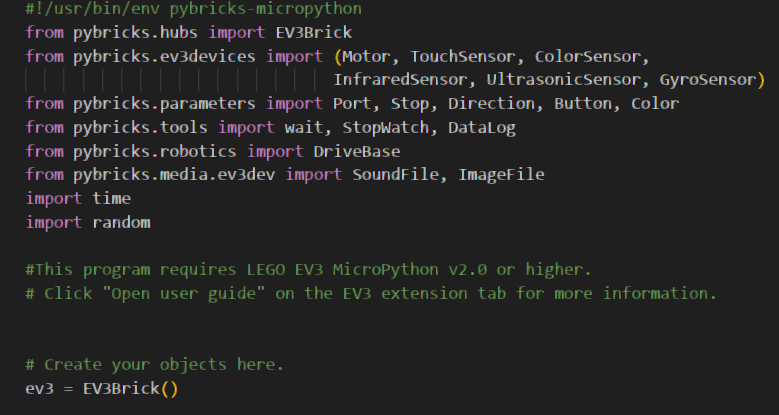 #!/usr/bin/env pybricks-micropython
from pybricks.hubs import EV3Brick
from pybricks.ev3devices import (Motor, TouchSensor, ColorSensor,
InfraredSensor, UltrasonicSensor, GyroSensor)
from pybricks.parameters import Port, Stop, Direction, Button, Color
from pybricks.tools import wait, StopWatch, DataLog
from pybricks.robotics import DriveBase
from pybricks.media.ev3dev import SoundFile, ImageFile
import time
import random
#This program requires LEGO EV3 MicroPython v2.0 or higher.
# Click "Open user guide" on the EV3 extension tab for more information.
# Create your objects here.
ev3 = EV3Brick()